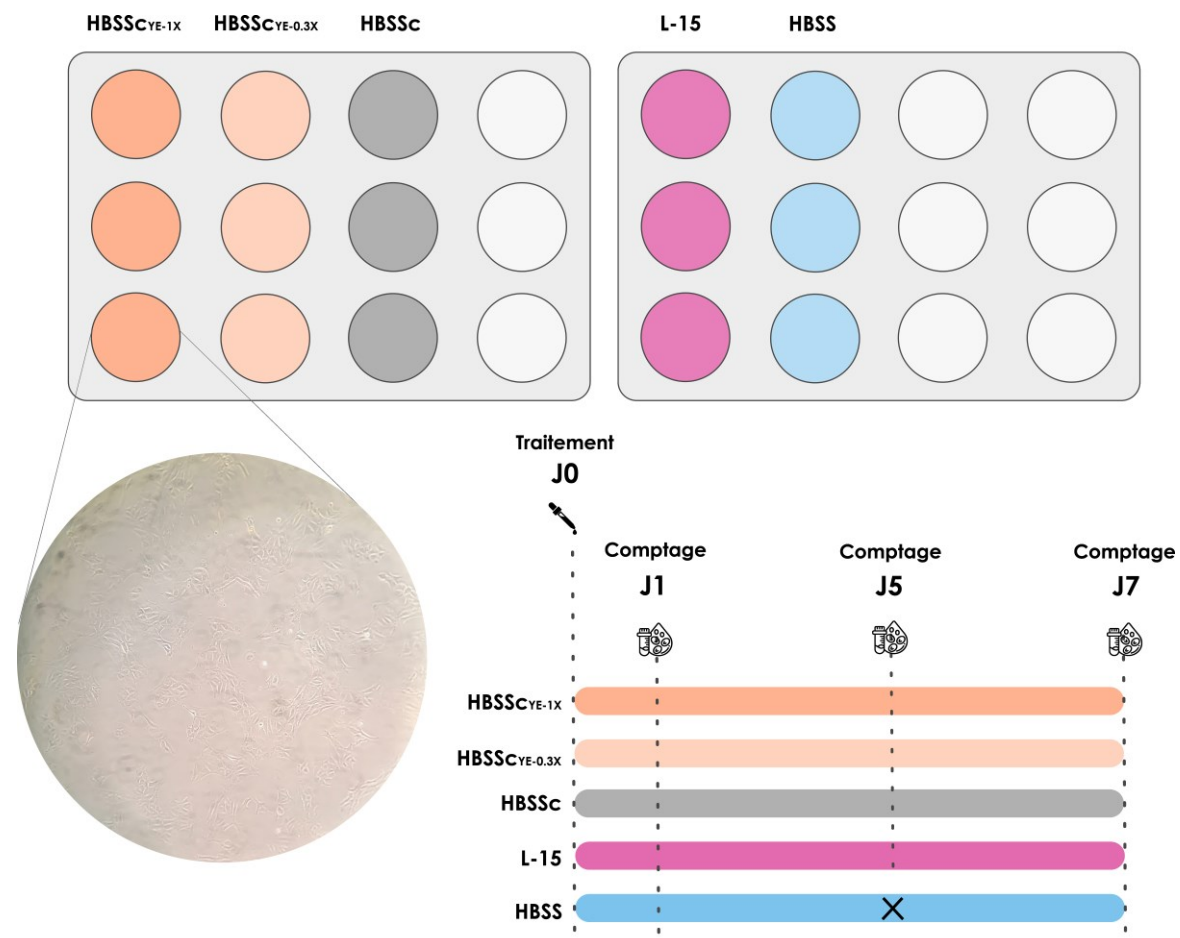 HBSSCYE-1X HBSSCYE-0.3X HBSSC L-15 HBSS
Traitement
J0
Comptage Comptage Comptage
J1 J5 J7
HBSSCYE-1X
HBSSCYE-0.3X
HBSSC
L-15
HBSS